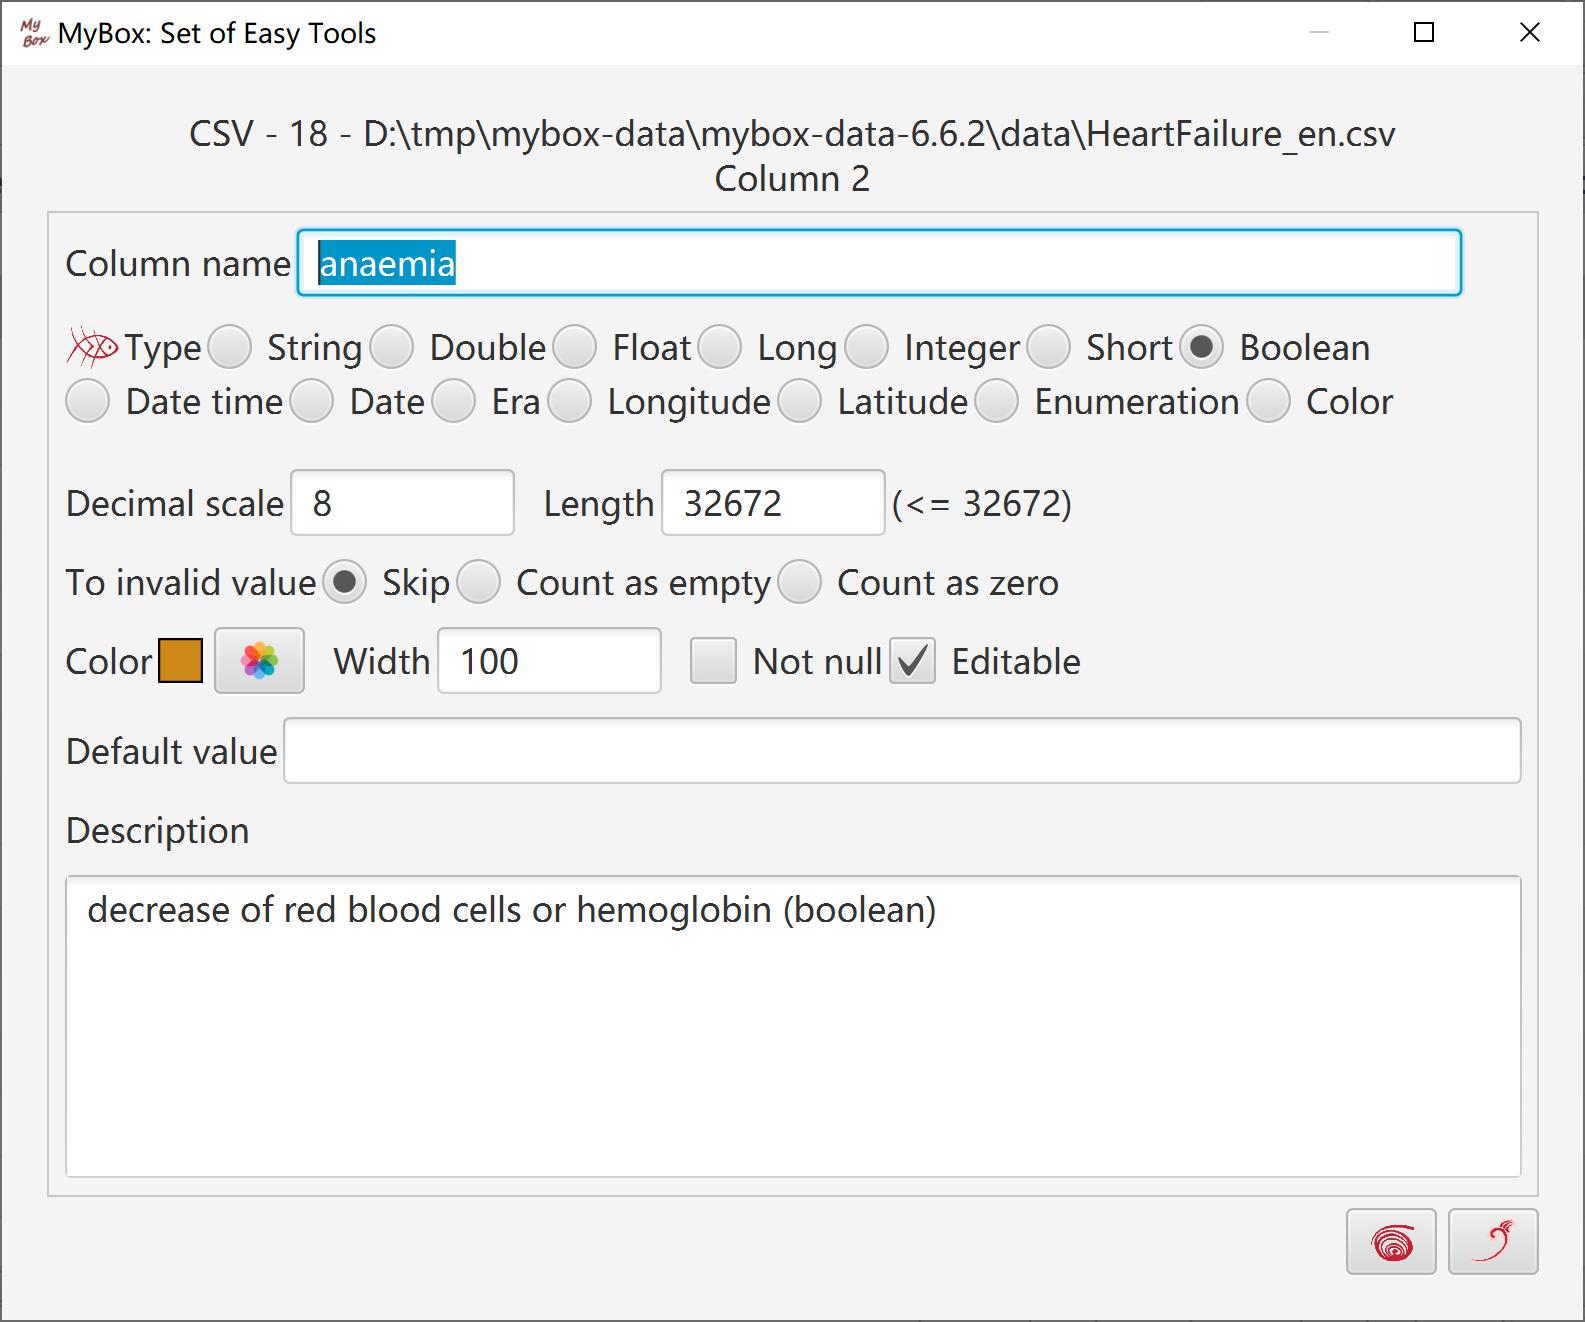 My Box MyBox: Set of Easy Tools
CSV - 18 - D:\tmp\mybox-data\mybox-data-6.6.2\data\HeartFailure_en.csv
Column 2
Column name anaemia
Type String Double Float Long Integer Short Boolean
Date time Date Era Longitude Latitude Enumeration Color
Decimal scale 8 Length 32672 (<= 32672)
To invalid value Skip Count as empty Count as zero
Color Width 100 Not null Editable
Default value
Description
decrease of red blood cells or hemoglobin (boolean)